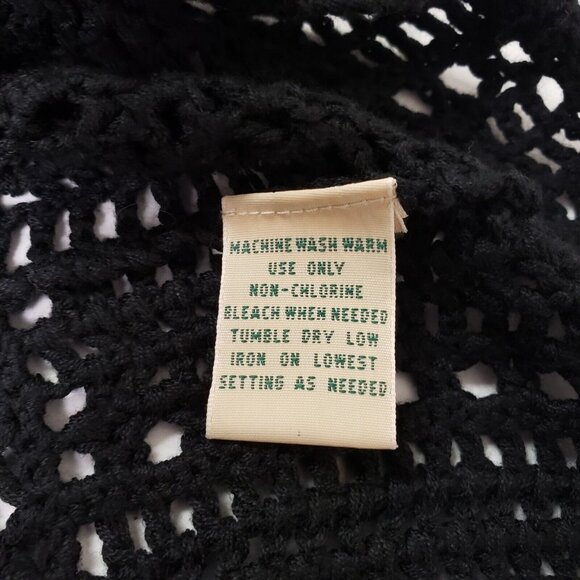 MACHINE WASH WARM
USE ONLY
NON-CHLORINE
BLEACH WHEN NEEDED
TUMBLE DRY LOW
IRON ON LOWEST
SETTING AS NEEDED